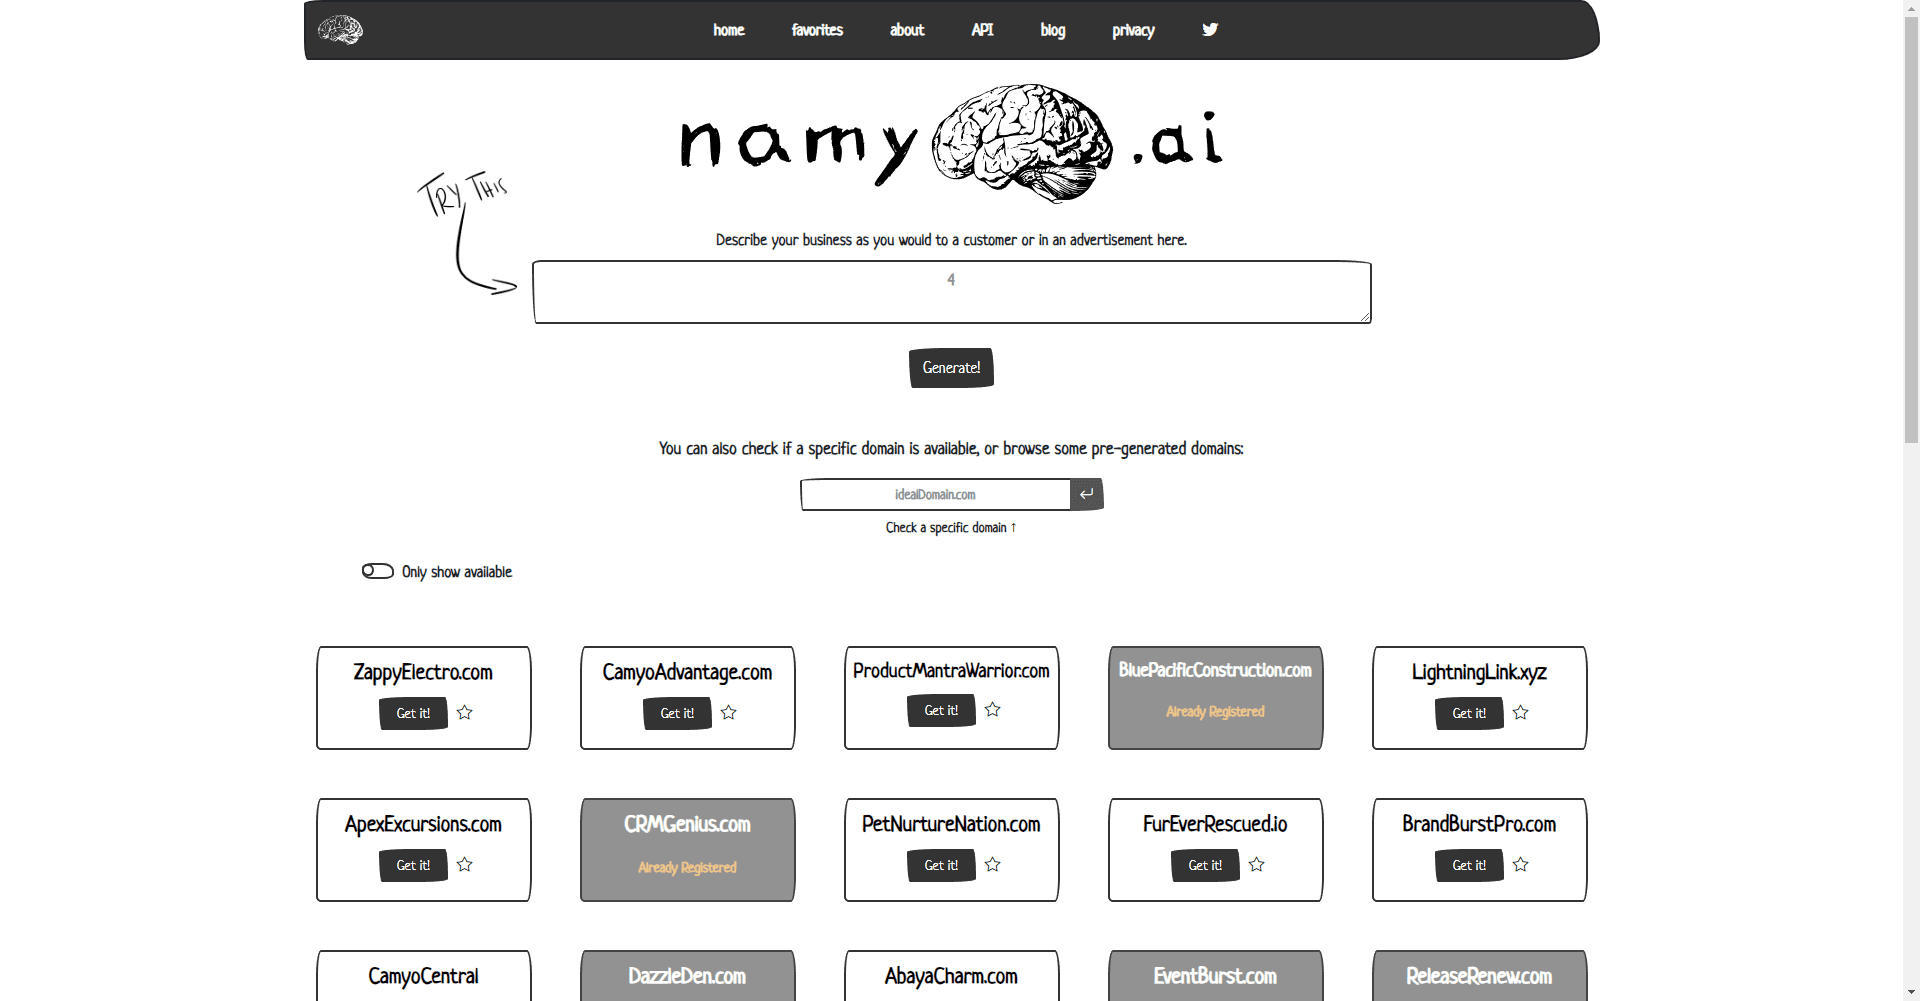 home favorites about API blog privacy
namy.ai
TRY THIS
Describe your business as you would to a customer or in an advertisement here.
4
Generate!
You can also check if a specific domain is available, or browse some pre-generated domains:
idealDomain.com
Check a specific domain ↑
Only show available
ZappyElectro.com CamyoAdvantage.com ProductMantraWarrior.com BluePacificConstruction.com LightningLink.xyz
Get it! Get it! Get it! Already Registered Get it!
ApexExcursions.com CRMGenius.com PetNurtureNation.com FurEverRescued.io BrandBurstPro.com
Get it! Already Registered Get it! Get it! Get it!
CamyoCentral DazzleDen.com AbayaCharm.com EventBurst.com ReleaseRenew.com